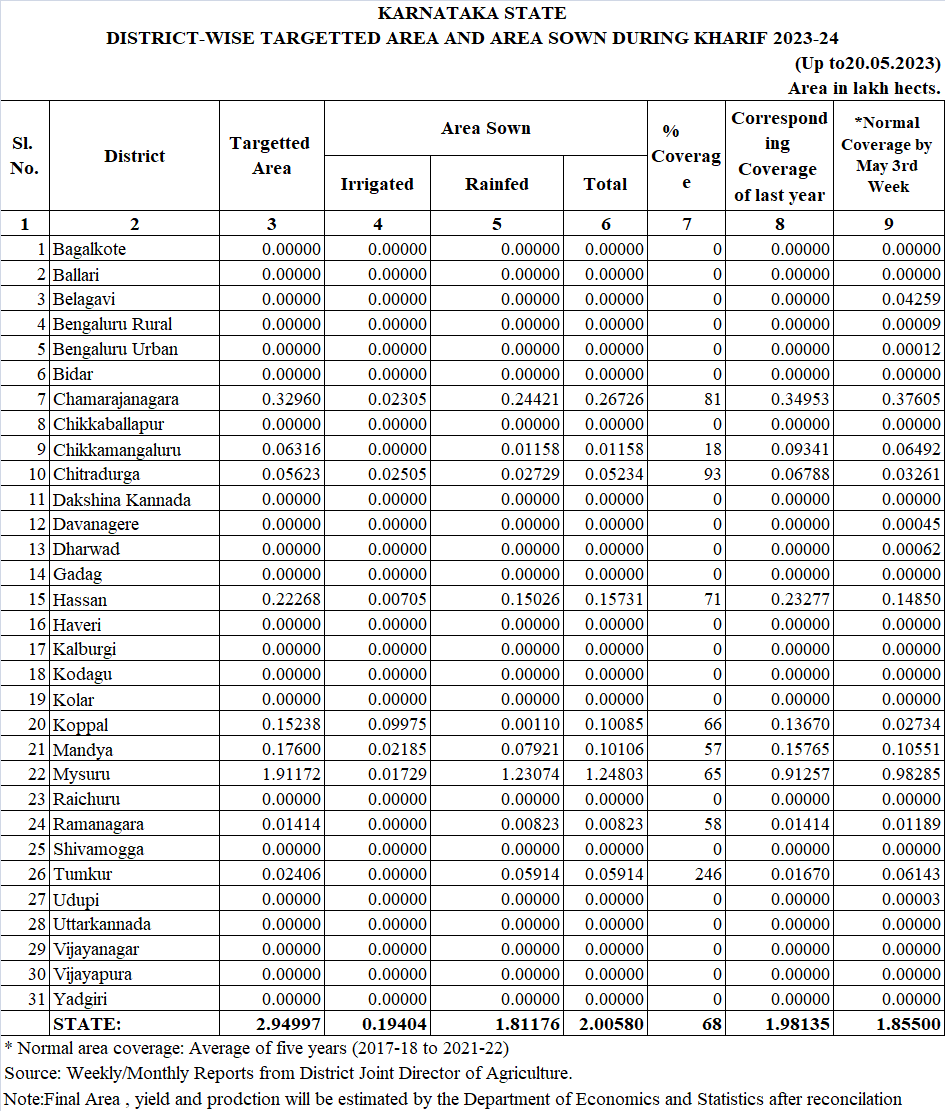 KARNATAKA STATE
DISTRICT-WISE TARGETTED AREA AND AREA SOWN DURING KHARIF 2023-24
(Up to20.05.2023)
Area in lakh hects.
Sl. No. District Targetted Area Area Sown % Coverag e Correspond ing Coverage of last year *Normal Coverage by May 3rd Week
Irrigated Rainfed Total
1 2 3 4 5 6 7 8 9
1 Bagalkote 0.00000 0.00000 0.00000 0.00000 0 0.00000 0.00000
2 Ballari 0.00000 0.00000 0.00000 0.00000 0 0.00000 0.00000
3 Belagavi 0.00000 0.00000 0.00000 0.00000 0 0.00000 0.04259
4 Bengaluru Rural 0.00000 0.00000 0.00000 0.00000 0 0.00000 0.00009
5 Bengaluru Urban 0.00000 0.00000 0.00000 0.00000 0 0.00000 0.00012
6 Bidar 0.00000 0.00000 0.00000 0.00000 0 0.00000 0.00000
7 Chamarajanagara 0.32960 0.02305 0.24421 0.26726 81 0.34953 0.37605
8 Chikkaballapur 0.00000 0.00000 0.00000 0.00000 0 0.00000 0.00000
9 Chikkamangaluru 0.06316 0.00000 0.01158 0.01158 18 0.09341 0.06492
10 Chitradurga 0.05623 0.02505 0.02729 0.05234 93 0.06788 0.03261
11 Dakshina Kannada 0.00000 0.00000 0.00000 0.00000 0 0.00000 0.00000
12 Davanagere 0.00000 0.00000 0.00000 0.00000 0 0.00000 0.00045
13 Dharwad 0.00000 0.00000 0.00000 0.00000 0 0.00000 0.00062
14 Gadag 0.00000 0.00000 0.00000 0.00000 0 0.00000 0.00000
15 Hassan 0.22268 0.00705 0.15026 0.15731 71 0.23277 0.14850
16 Haveri 0.00000 0.00000 0.00000 0.00000 0 0.00000 0.00000
17 Kalburgi 0.00000 0.00000 0.00000 0.00000 0 0.00000 0.00000
18 Kodagu 0.00000 0.00000 0.00000 0.00000 0 0.00000 0.00000
19 Kolar 0.00000 0.00000 0.00000 0.00000 0 0.00000 0.00000
20 Koppal 0.15238 0.09975 0.00110 0.10085 66 0.13670 0.02734
21 Mandya 0.17600 0.02185 0.07921 0.10106 57 0.15765 0.10551
22 Mysuru 1.91172 0.01729 1.23074 1.24803 65 0.91257 0.98285
23 Raichuru 0.00000 0.00000 0.00000 0.00000 0 0.00000 0.00000
24 Ramanagara 0.01414 0.00000 0.00823 0.00823 58 0.01414 0.01189
25 Shivamogga 0.00000 0.00000 0.00000 0.00000 0 0.00000 0.00000
26 Tumkur 0.02406 0.00000 0.05914 0.05914 246 0.01670 0.06143
27 Udupi 0.00000 0.00000 0.00000 0.00000 0 0.00000 0.00003
28 Uttarkannada 0.00000 0.00000 0.00000 0.00000 0 0.00000 0.00000
29 Vijayanagar 0.00000 0.00000 0.00000 0.00000 0 0.00000 0.00000
30 Vijayapura 0.00000 0.00000 0.00000 0.00000 0 0.00000 0.00000
31 Yadgiri 0.00000 0.00000 0.00000 0.00000 0 0.00000 0.00000
STATE: 2.94997 0.19404 1.81176 2.00580 68 1.98135 1.85500
* Normal area coverage: Average of five years (2017-18 to 2021-22)
Source: Weekly/Monthly Reports from District Joint Director of Agriculture.
Note:Final Area , yield and prodction will be estimated by the Department of Economics and Statistics after reconcilation